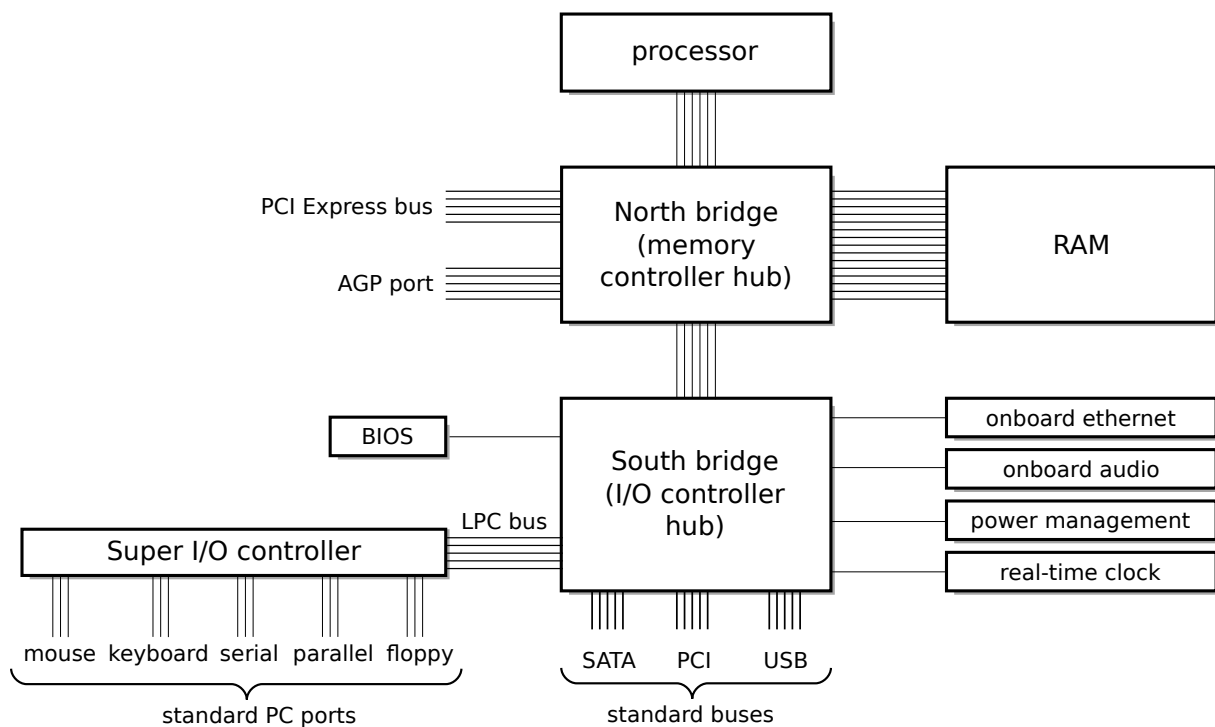 processor
PCI Express bus
North bridge
(memory
controller hub)
RAM
AGP port
BIOS
onboard ethernet
South bridge
(I/O controller
hub)
onboard audio
power management
LPC bus
Super I/O controller
real-time clock
mouse keyboard serial parallel floppy
SATA PCI USB
standard PC ports
standard buses